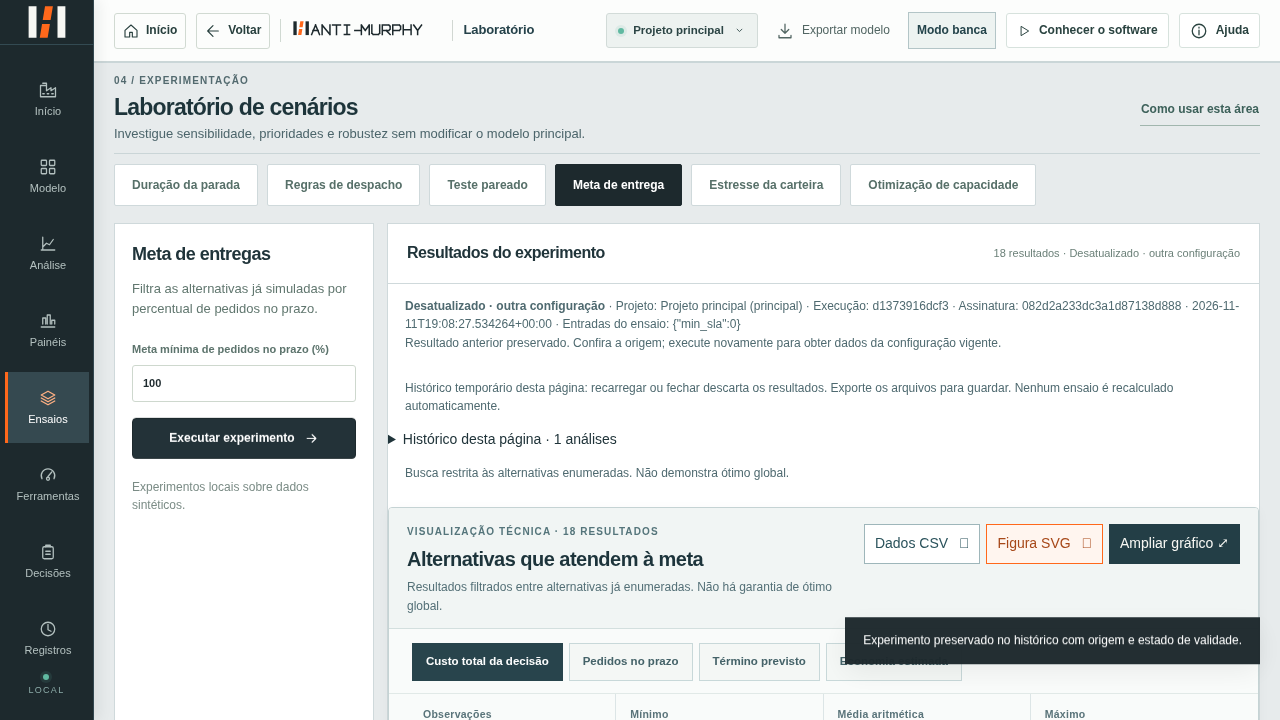 Início
Voltar
ANTI-MURPHY
Laboratório
Projeto principal
Exportar modelo
Modo banca
Conhecer o software
Ajuda
Início
Modelo
Análise
Painéis
Ensaios
Ferramentas
Decisões
Registros
LOCAL
04 / EXPERIMENTAÇÃO
Laboratório de cenários
Investigue sensibilidade, prioridades e robustez sem modificar o modelo principal.
Como usar esta área
Duração da parada
Regras de despacho
Teste pareado
Meta de entrega
Estresse da carteira
Otimização de capacidade
Meta de entregas
Filtra as alternativas já simuladas por
percentual de pedidos no prazo.
Meta mínima de pedidos no prazo (%)
100
Executar experimento →
Experimentos locais sobre dados
sintéticos.
Resultados do experimento
18 resultados · Desatualizado · outra configuração
Desatualizado · outra configuração · Projeto: Projeto principal (principal) · Execução: d1373916dcf3 · Assinatura: 082d2a233dc3a1d87138d888 · 2026-11-
11T19:08:27.534264+00:00 · Entradas do ensaio: {"min_sla":0}
Resultado anterior preservado. Confira a origem; execute novamente para obter dados da configuração vigente.
Histórico temporário desta página: recarregar ou fechar descarta os resultados. Exporte os arquivos para guardar. Nenhum ensaio é recalculado
automaticamente.
Histórico desta página · 1 análises
Busca restrita às alternativas enumeradas. Não demonstra ótimo global.
VISUALIZAÇÃO TÉCNICA · 18 RESULTADOS
Alternativas que atendem à meta
Resultados filtrados entre alternativas já enumeradas. Não há garantia de ótimo
global.
Dados CSV
Figura SVG
Ampliar gráfico ⤢
Experimento preservado no histórico com origem e estado de validade.
Custo total da decisão
Pedidos no prazo
Término previsto
Observações
Mínimo
Média aritmética
Máximo